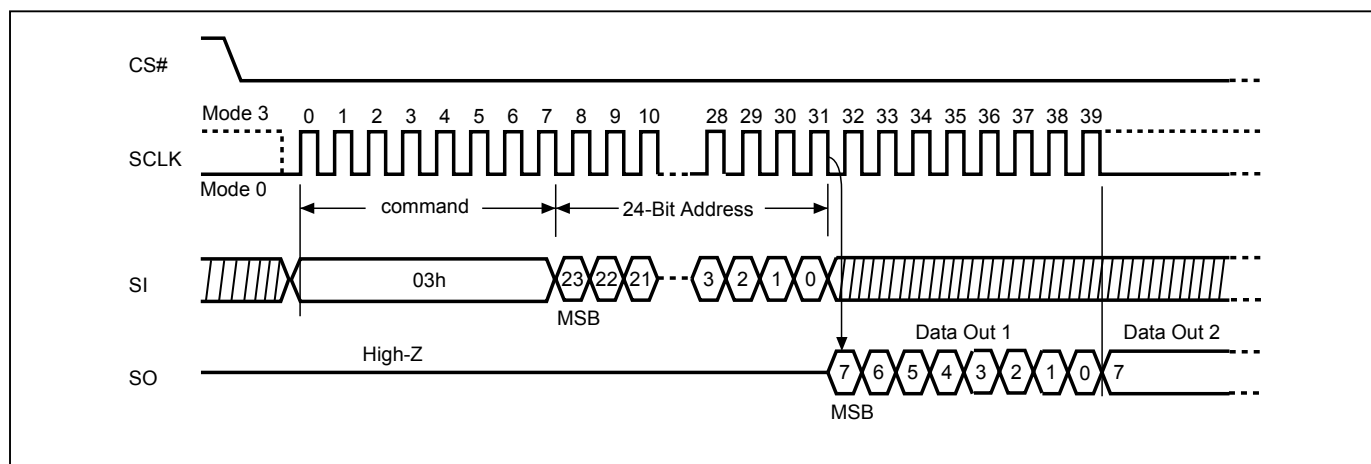 CS#
Mode 3
0 1 2 3 4 5 6 7 8 9 10 28 29 30 31 32 33 34 35 36 37 38 39
SCLK
Mode 0
command
24-Bit Address
SI
03h
23 22 21 3 2 1 0
MSB
High-Z
Data Out 1
Data Out 2
SO
7 6 5 4 3 2 1 0 7
MSB